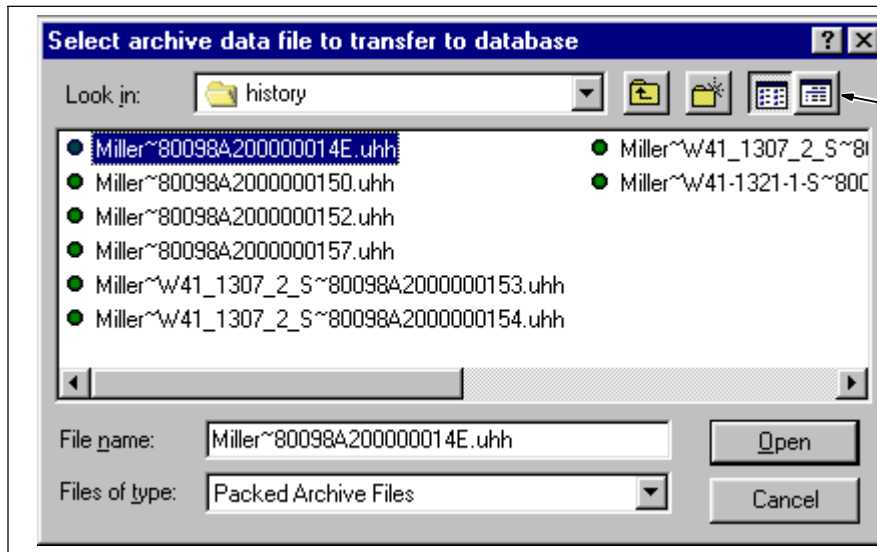 Select archive data file to transfer to database
Look in: history
Miller~80098A200000014E.uhh
Miller~80098A2000000150.uhh
Miller~80098A2000000152.uhh
Miller~80098A2000000157.uhh
Miller~W41_1307_2_S~80098A2000000153.uhh
Miller~W41_1307_2_S~80098A2000000154.uhh
Miller~W41_1307_2_S~8
Miller~W41-1321-1-S~800
File name: Miller~80098A200000014E.uhh
Open
Files of type: Packed Archive Files
Cancel